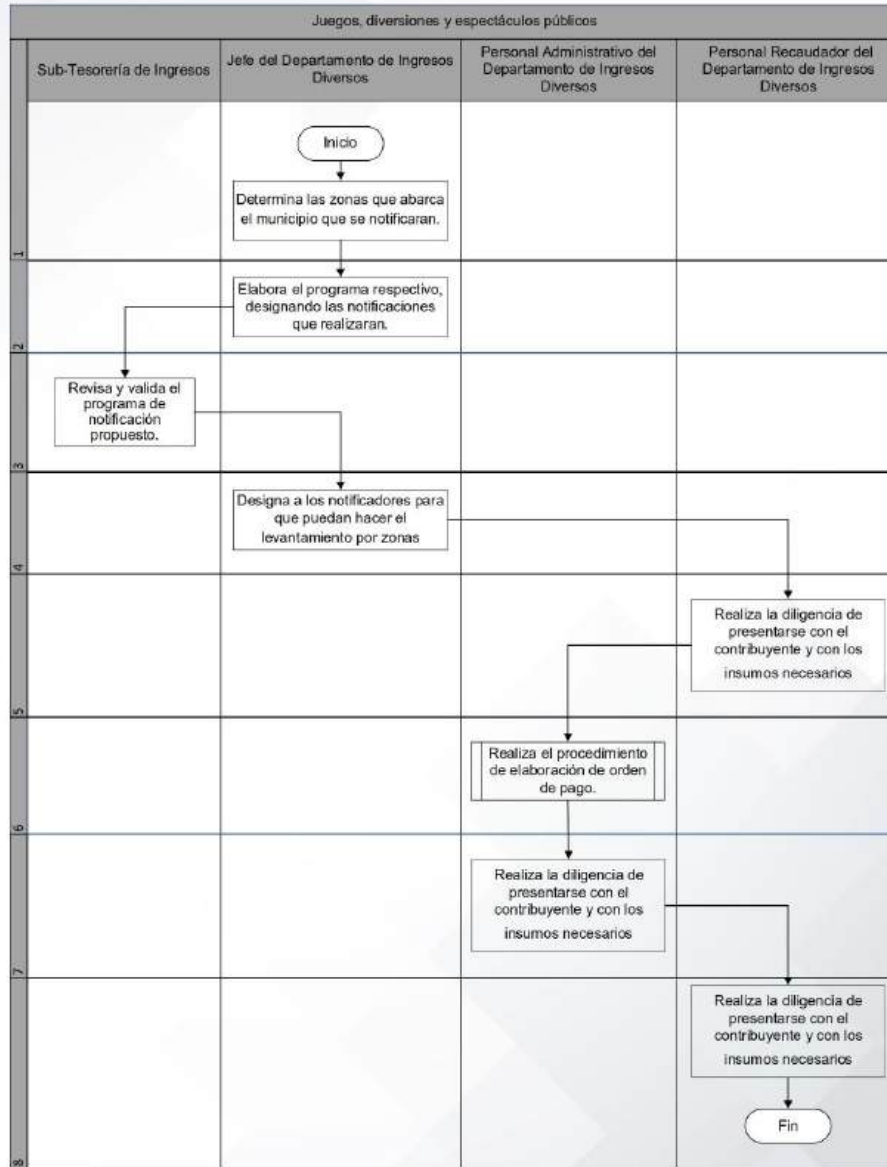 Juegos, diversiones y espectáculos públicos
Sub-Tesorería de Ingresos
Jefe del Departamento de Ingresos
Diversos
Personal Administrativo del
Departamento de Ingresos
Diversos
Personal Recaudador del
Departamento de Ingresos
Diversos
Inicio
Determina las zonas que abarca
el municipio que se notificaran.
1
Elabora el programa respectivo,
designando las notificaciones
que realizaran.
2
Revisa y valida el
programa de
notificación
propuesto.
3
Designa a los notificadores para
que puedan hacer el
levantamiento por zonas
4
Realiza la diligencia de
presentarse con el
contribuyente y con los
insumos necesarios
5
Realiza el procedimiento
de elaboración de orden
de pago.
6
Realiza la diligencia de
presentarse con el
contribuyente y con los
insumos necesarios
7
Realiza la diligencia de
presentarse con el
contribuyente y con los
insumos necesarios
Fin
8